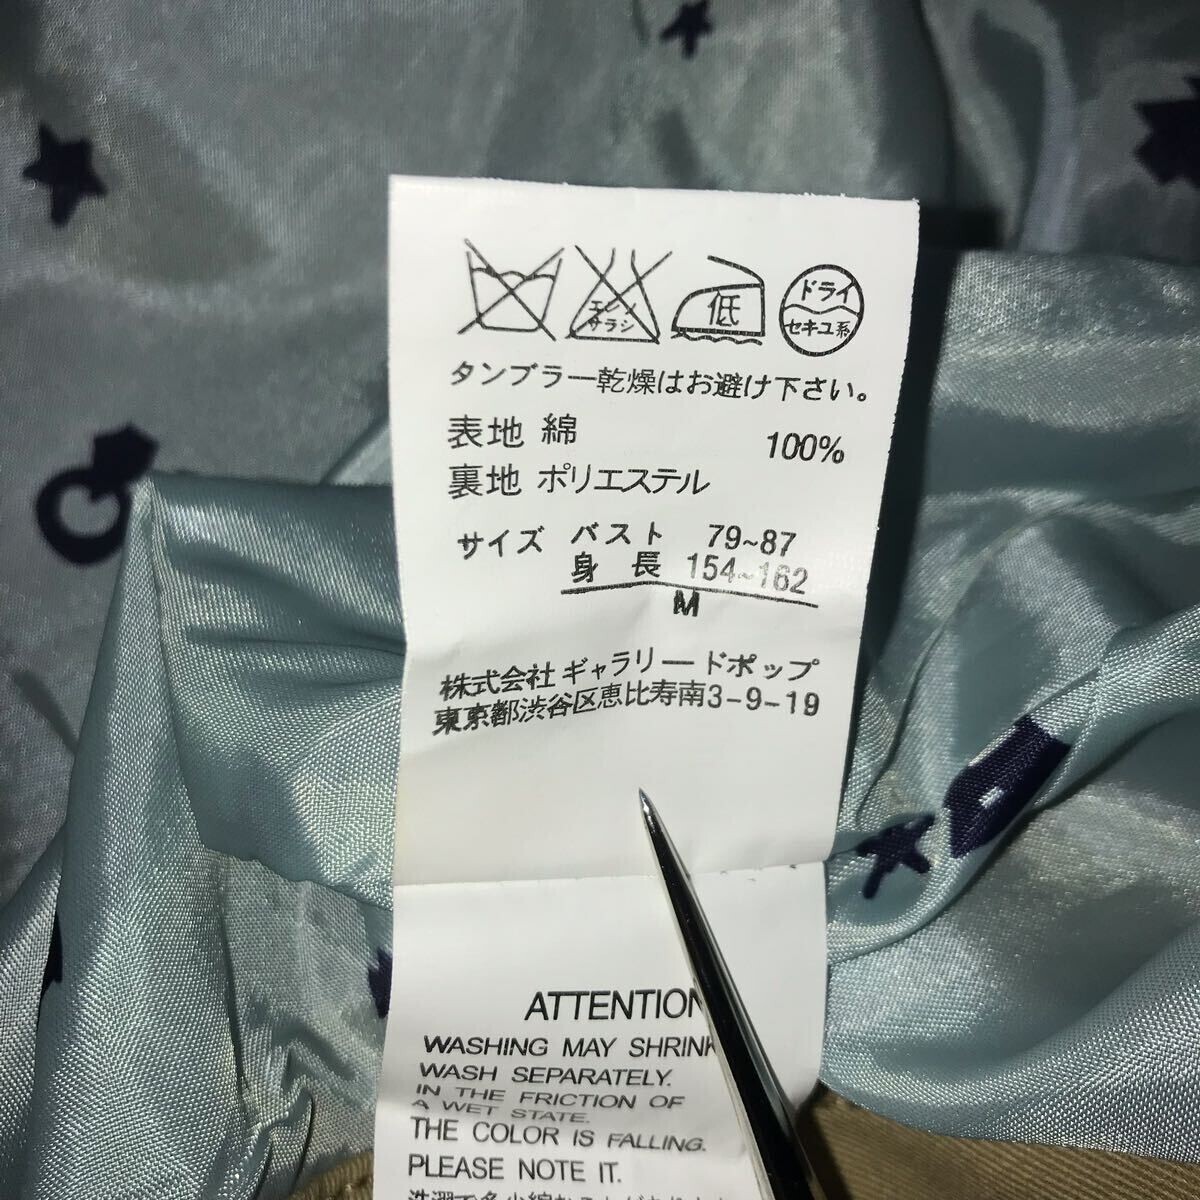 エンソ
サラシ
低
ドライ
セキユ系
タンブラー乾燥はお避け下さい。
表地 綿 100%
裏地 ポリエステル
サイズ バスト 79~87
身長 154~162
M
株式会社 ギャラリードポップ
東京都渋谷区恵比寿南3-9-19
ATTENTION
WASHING MAY SHRINK
WASH SEPARATELY.
IN THE FRICTION OF
A WET STATE.
THE COLOR IS FALLING.
PLEASE NOTE IT.